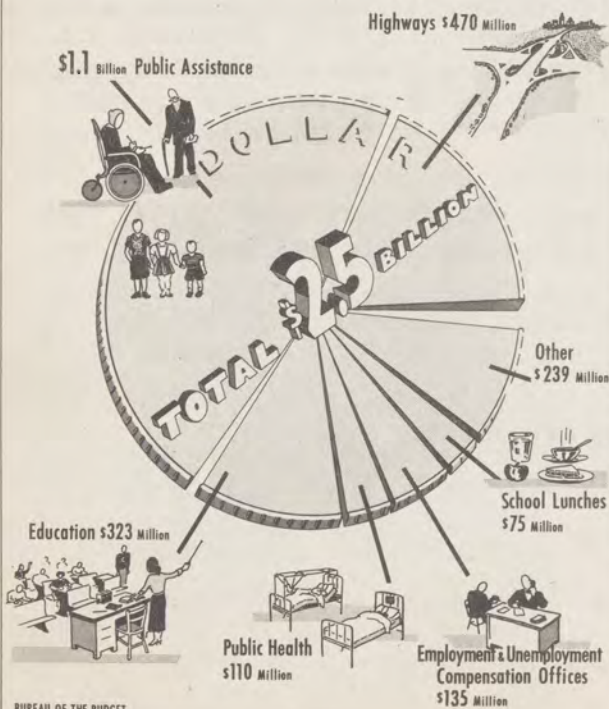 Highways $470 Million
$1.1 Billion Public Assistance
DOLLAR
TOTAL $2.5 BILLION
Other
$239 Million
School Lunches
$75 Million
Education $323 Million
Public Health
$110 Million
Employment & Unemployment
Compensation Offices
$135 Million
BUREAU OF THE BUDGET